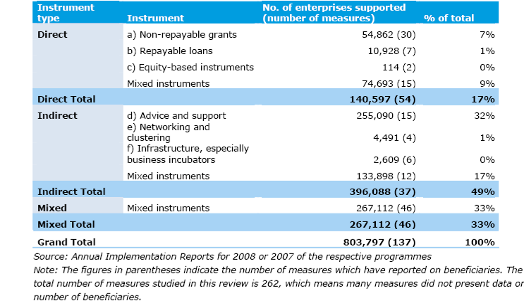 Instrument type Instrument No. of enterprises supported (number of measures) % of total
Direct a) Non-repayable grants 54,862 (30) 7%
b) Repayable loans 10,928 (7) 1%
c) Equity-based instruments 114 (2) 0%
Mixed instruments 74,693 (15) 9%
Direct Total 140,597 (54) 17%
Indirect d) Advice and support 255,090 (15) 32%
e) Networking and
clustering 4,491 (4) 1%
f) Infrastructure, especially
business incubators 2,609 (6) 0%
Mixed instruments 133,898 (12) 17%
Indirect Total 396,088 (37) 49%
Mixed Mixed instruments 267,112 (46) 33%
Mixed Total 267,112 (46) 33%
Grand Total 803,797 (137) 100%
Source: Annual Implementation Reports for 2008 or 2007 of the respective programmes
Note: The figures in parentheses indicate the number of measures which have reported on beneficiaries. The
total number of measures studied in this review is 262, which means many measures did not present data or
number of beneficiaries.